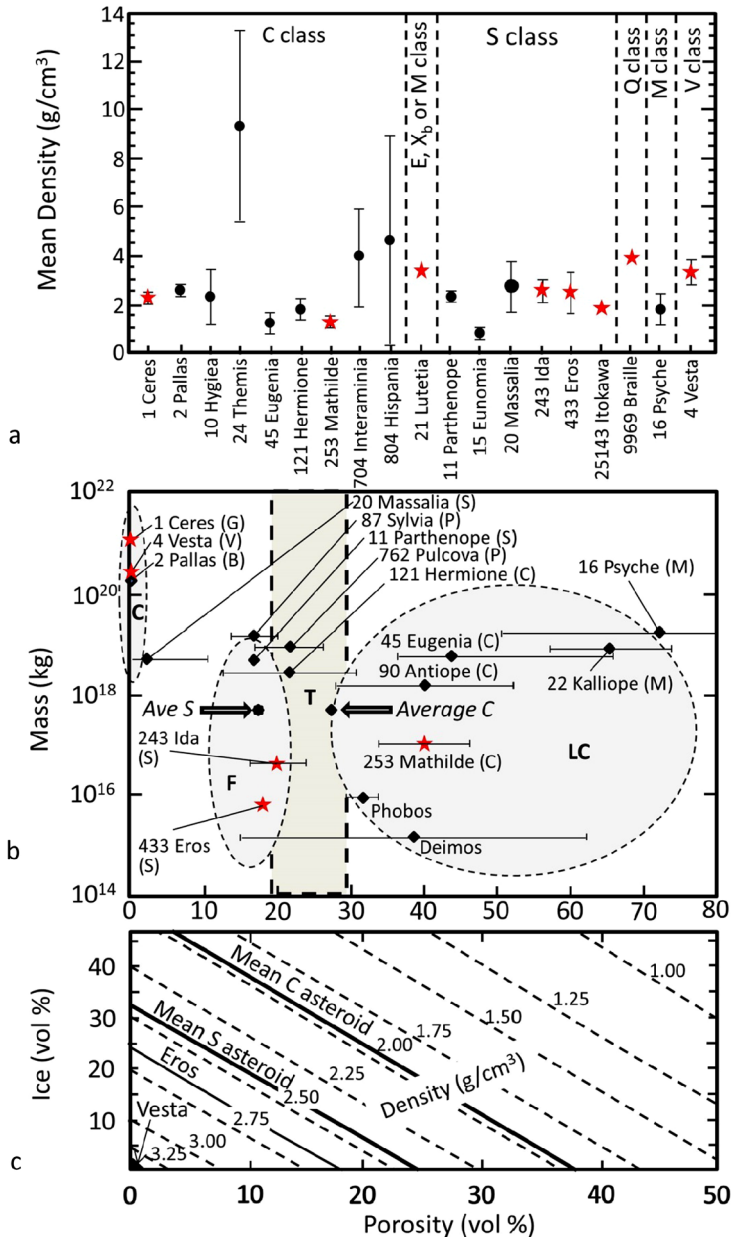 14
12
10
8
6
4
2
0
Mean Density (g/cm³)
C class
E, Xb or M class
S class
Q class
M class
V class
1 Ceres
2 Pallas
10 Hygiea
24 Themis
45 Eugenia
121 Hermione
253 Mathilde
704 Interaminia
804 Hispania
21 Lutetia
11 Parthenope
15 Eunomia
20 Massalia
243 Ida
433 Eros
25143 Itokawa
9969 Braille
16 Psyche
4 Vesta
a
10²²
10²⁰
10¹⁸
10¹⁶
10¹⁴
Mass (kg)
20 Massalia (S)
87 Sylvia (P)
11 Parthenope (S)
762 Pulcova (P)
121 Hermione (C)
1 Ceres (G)
4 Vesta (V)
2 Pallas (B)
C
16 Psyche (M)
45 Eugenia (C)
90 Antiope (C)
22 Kalliope (M)
T
Ave S
Average C
243 Ida
(S)
253 Mathilde (C)
LC
F
Phobos
433 Eros
(S)
Deimos
b
0 10 20 30 40 50 60 70 80
40
30
20
10
Ice (vol %)
Mean C asteroid
Mean S asteroid
Eros
Vesta
1.00
1.25
1.50
1.75
2.00
2.25
2.50
2.75
3.00
3.25
Density (g/cm³)
c
0 10 20 30 40 50
Porosity (vol %)